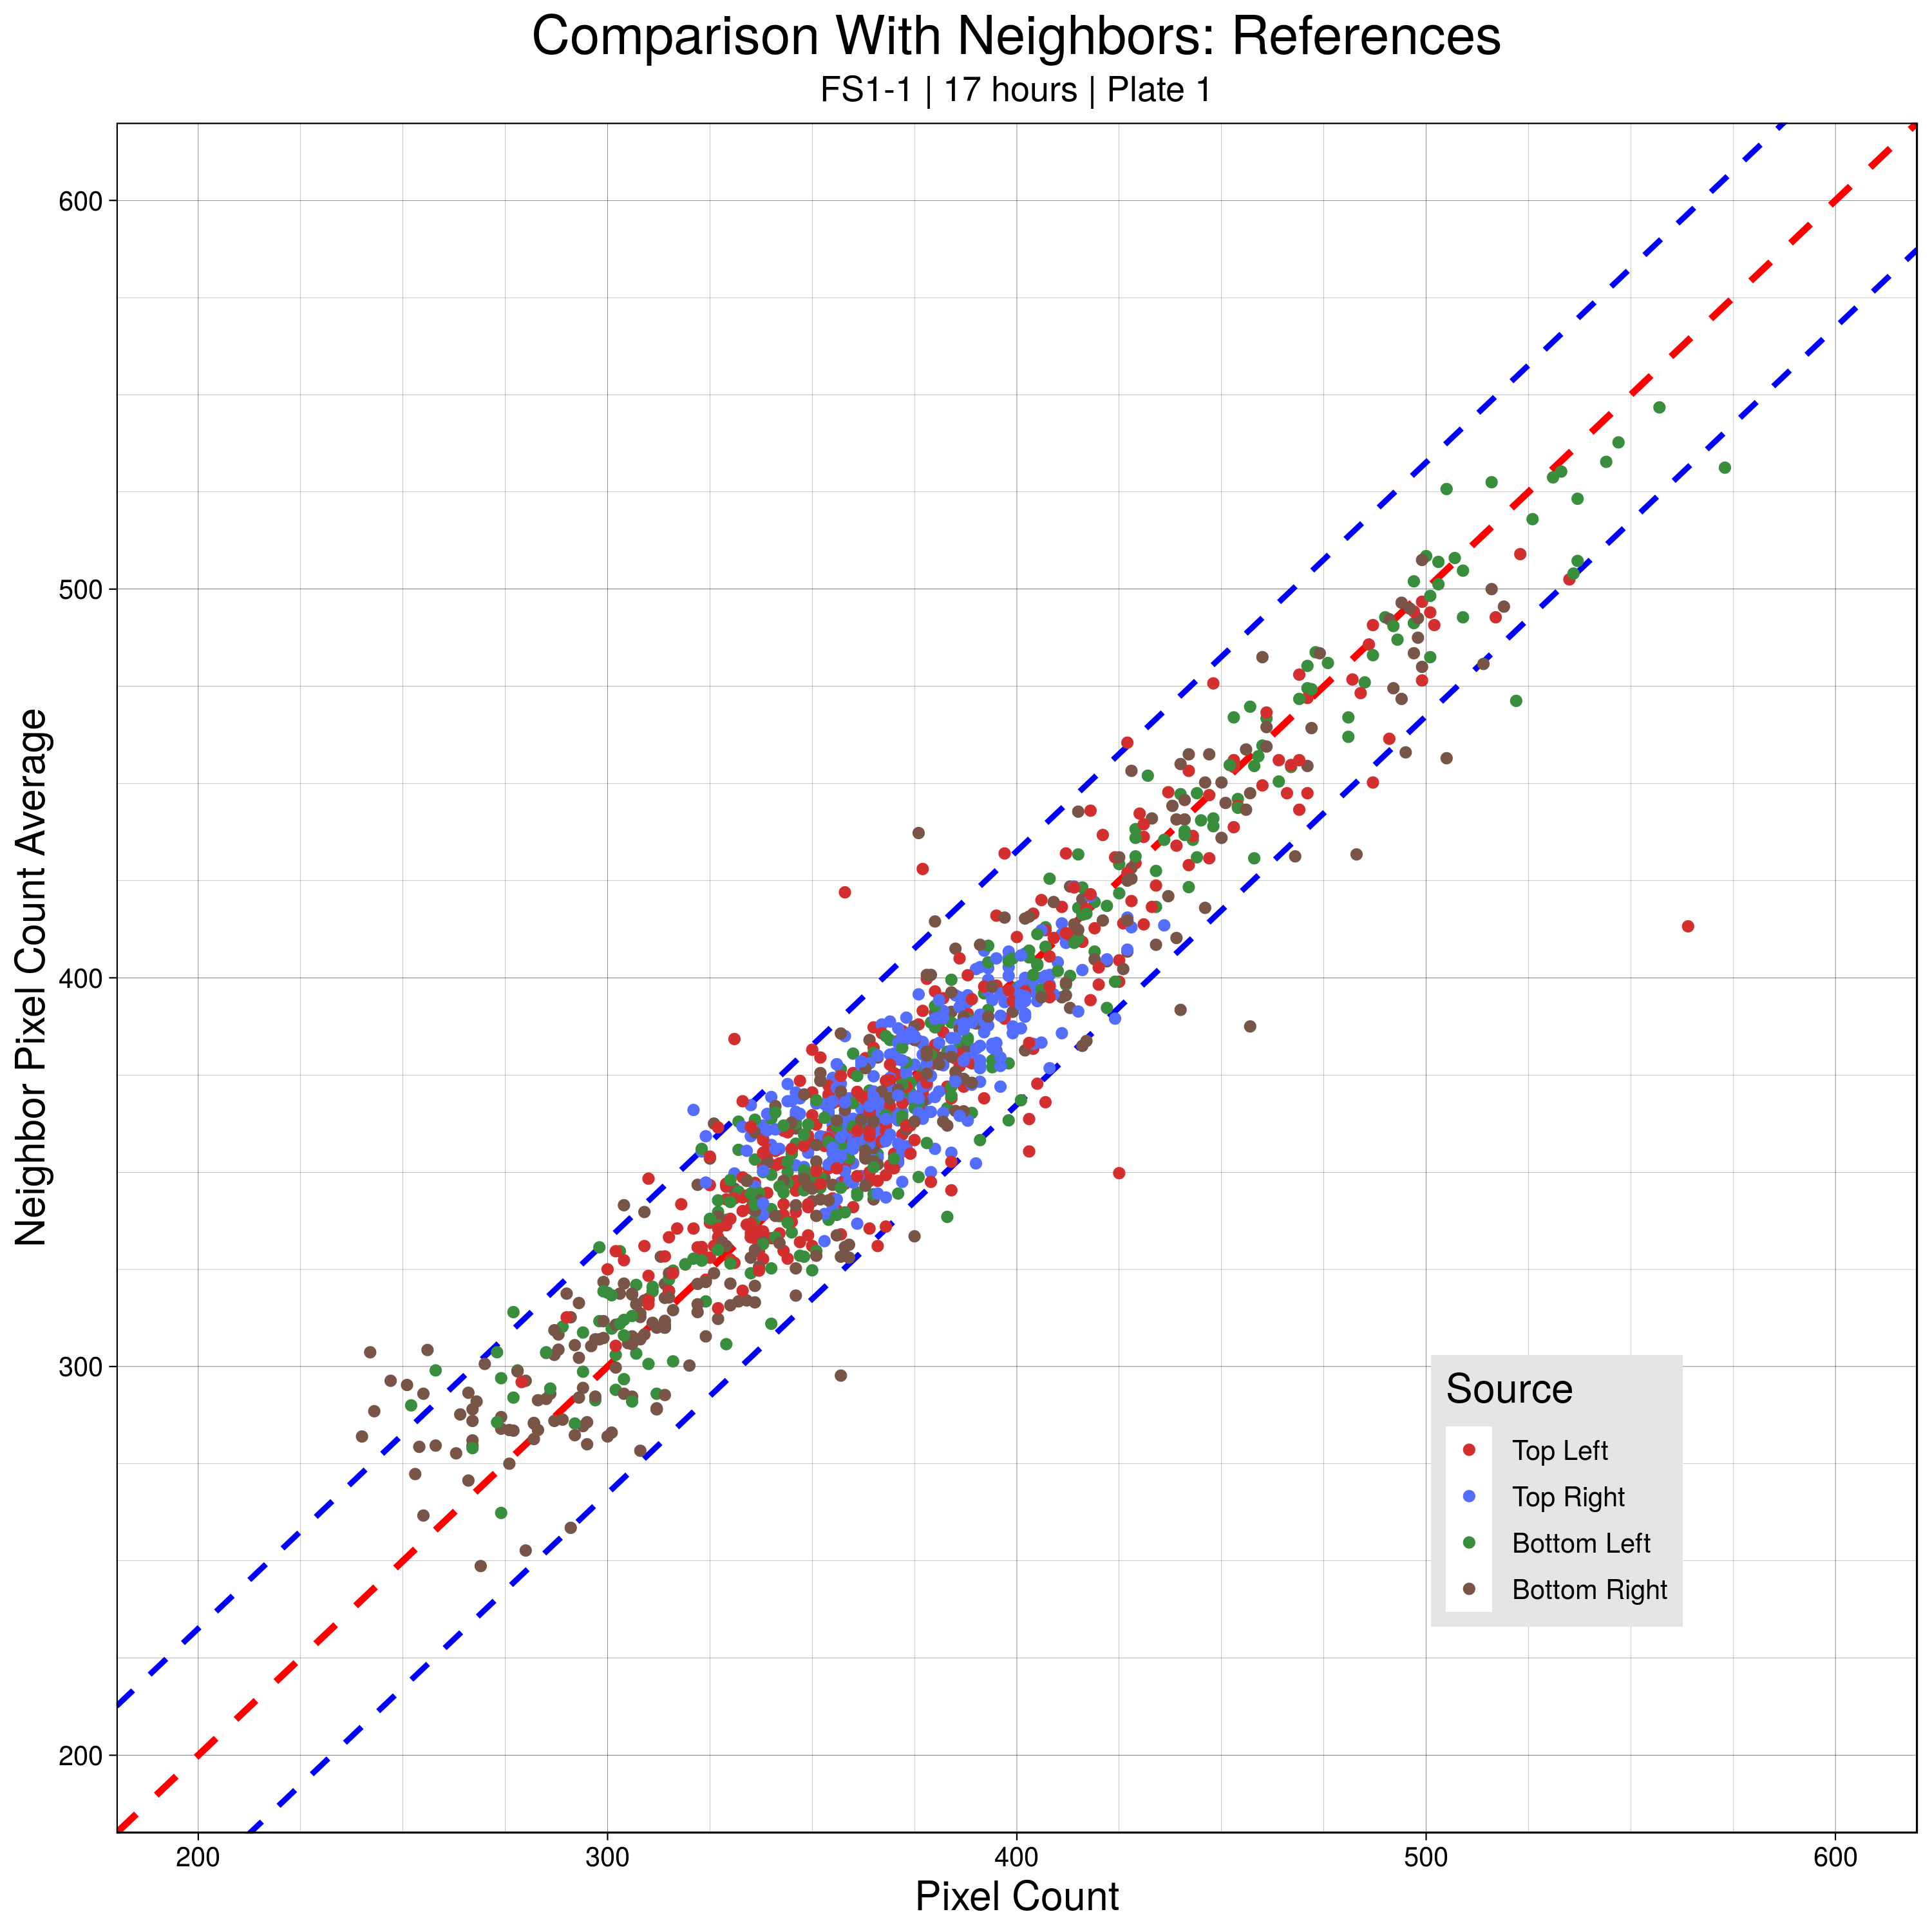 Comparison With Neighbors: References
FS1-1 | 17 hours | Plate 1
Neighbor Pixel Count Average
600
500
400
300
200
Source
Top Left
Top Right
Bottom Left
Bottom Right
200
300
400
500
600
Pixel Count